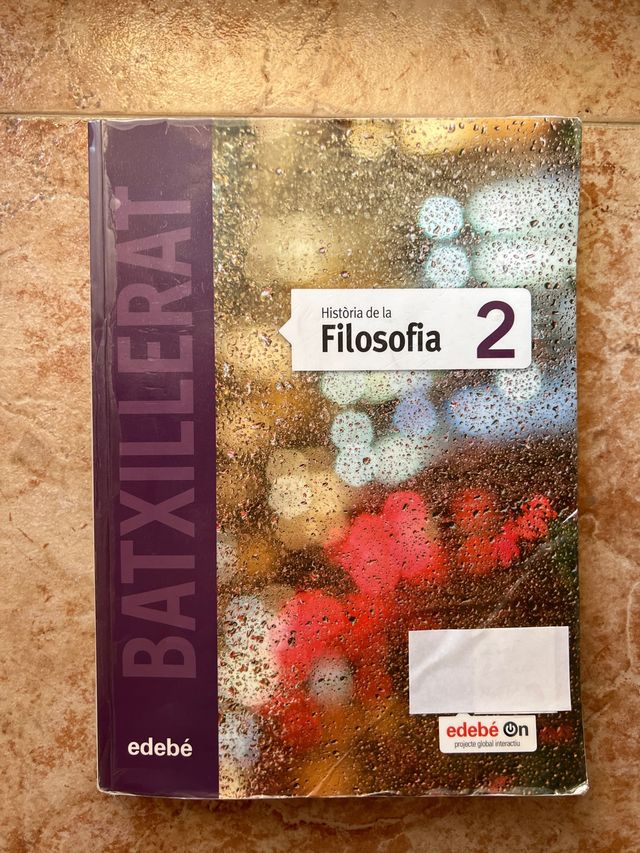 BATXILLERAT
Història de la
Filosofia
2
edebé
edebé On
projecte global interactiu